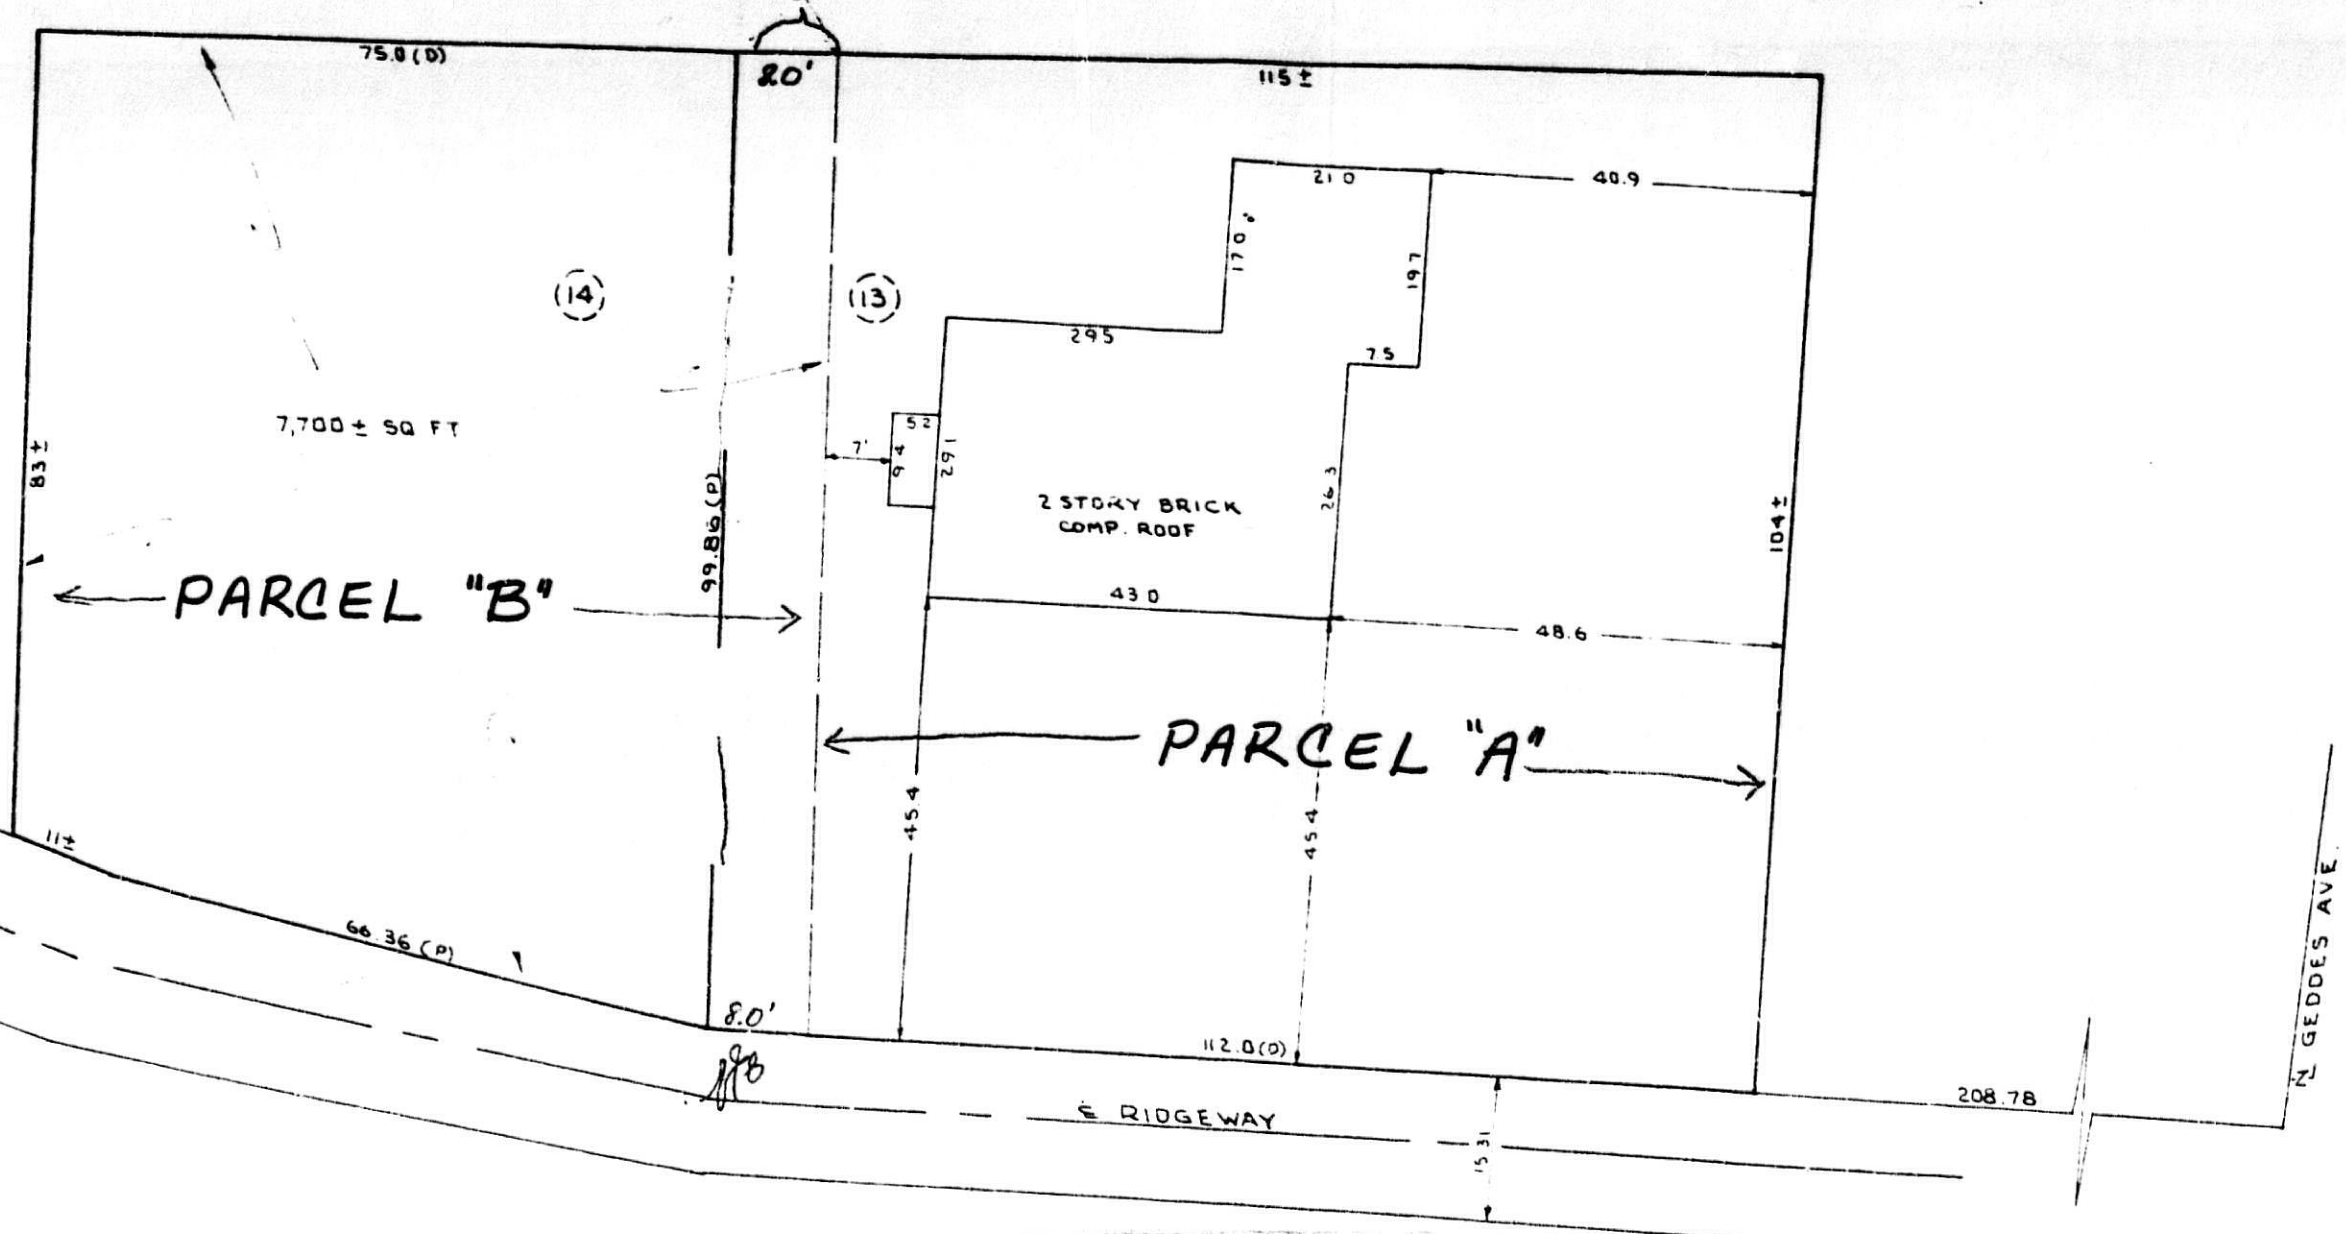 75.0 (D)
80'
115 ±
21 0
40.9
17 0
19 7
(14)
(13)
29 5
7 5
5 2
7'
9 4
29 1
7,700 ± SQ FT
83 ±
99.86 (P)
2 STORY BRICK
COMP. ROOF
26 3
104 ±
PARCEL "B"
43 0
48.6
PARCEL "A"
45.4
45 4
11±
66.36 (P)
8.0'
112.0 (D)
℄ RIDGEWAY
15 31
208.78
GEDDES AVE.